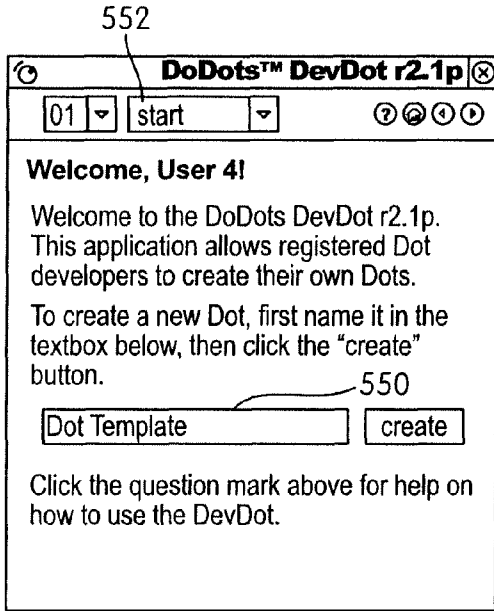 552
DoDots™ DevDot r2.1p
01 start ?
Welcome, User 4!
Welcome to the DoDots DevDot r2.1p.
This application allows registered Dot
developers to create their own Dots.
To create a new Dot, first name it in the
textbox below, then click the “create”
button.
550
Dot Template create
Click the question mark above for help on
how to use the DevDot.